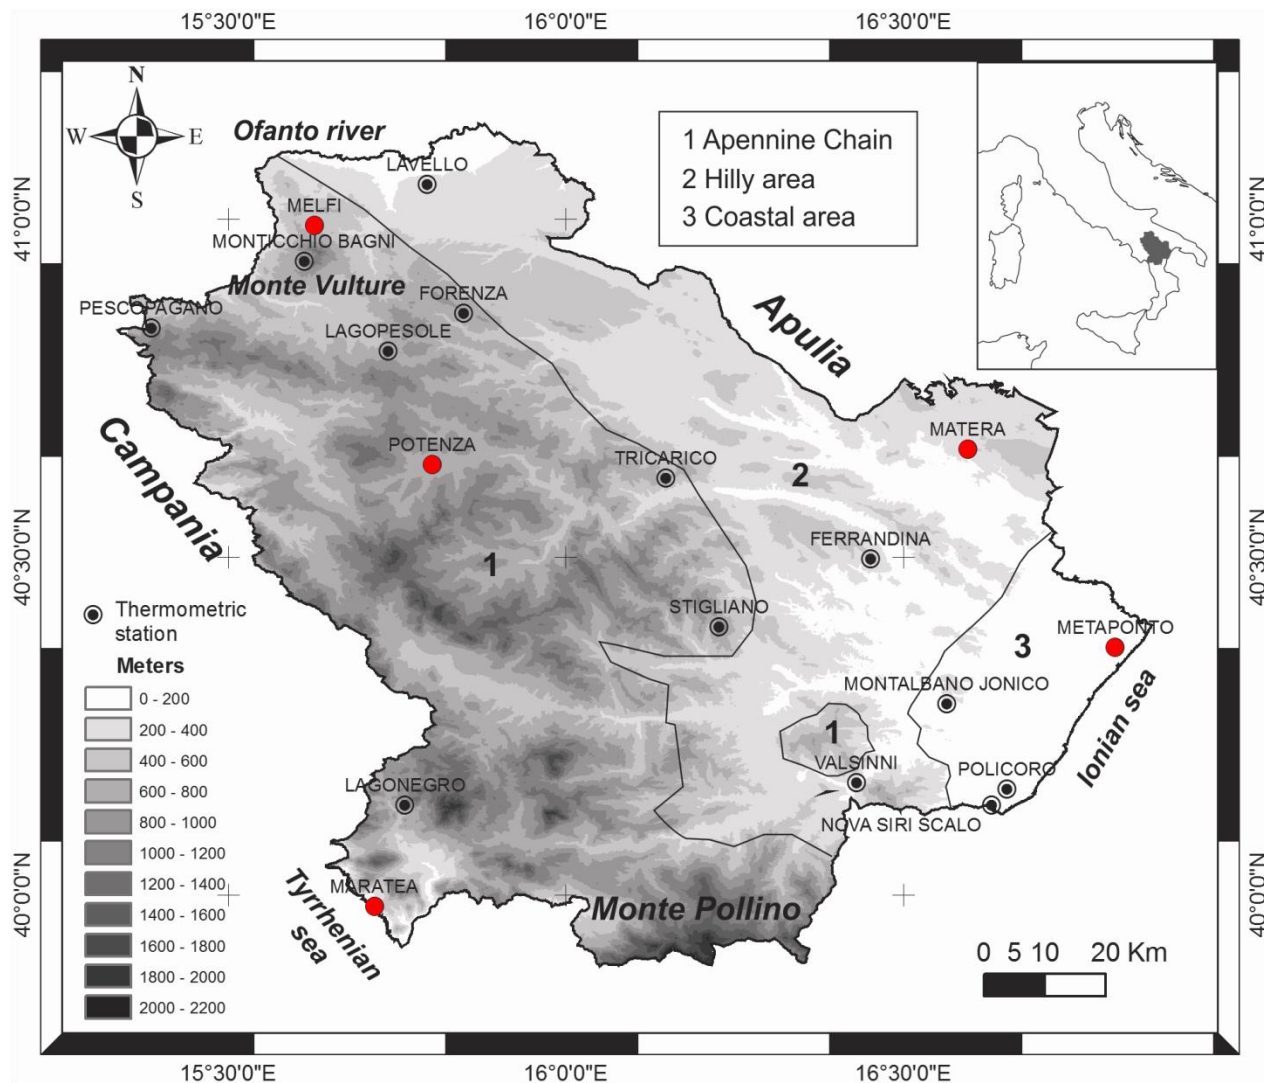 15°30'0"E
16°0'0"E
16°30'0"E
N
W
E
S
Ofanto river
1 Apennine Chain
2 Hilly area
3 Coastal area
LAVELLO
MELFI
MONTICCHIO BAGNI
Monte Vulture
FORENZA
PESCOPAGANO
LAGOPESOLE
Apulia
41°0'0"N
41°0'0"N
Campania
POTENZA
TRICARICO
2
MATERA
FERRANDINA
1
40°30'0"N
40°30'0"N
STIGLIANO
3
METAPONTO
MONTALBANO JONICO
Ionian sea
1
VALSINNI
POLICORO
NOVA SIRI SCALO
LAGONEGRO
MARATEA
Tyrrhenian
sea
Monte Pollino
40°0'0"N
40°0'0"N
Thermometric
station
Meters
0 - 200
200 - 400
400 - 600
600 - 800
800 - 1000
1000 - 1200
1200 - 1400
1400 - 1600
1600 - 1800
1800 - 2000
2000 - 2200
0 5 10 20 Km
15°30'0"E
16°0'0"E
16°30'0"E